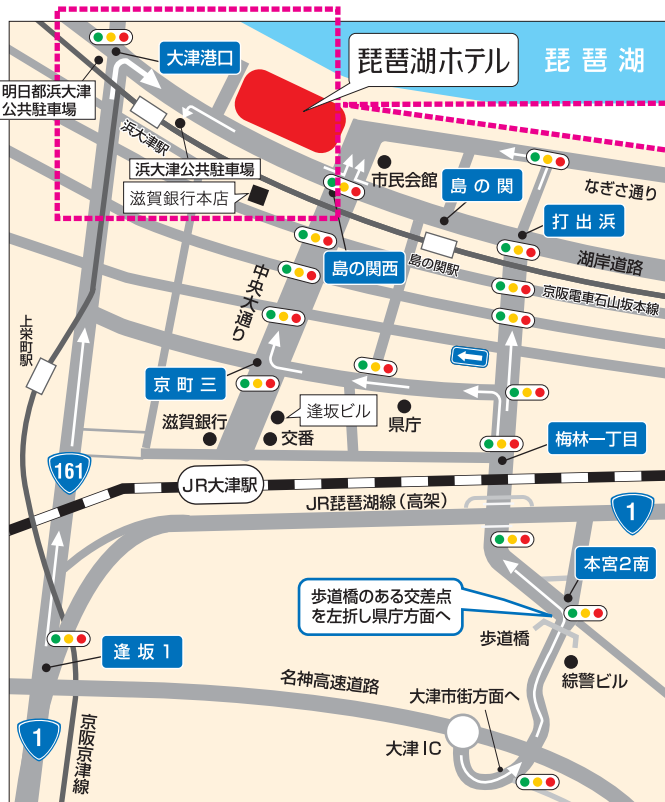 大津港口
琵琶湖ホテル
琵琶湖
明日都浜大津
公共駐車場
浜大津駅
浜大津公共駐車場
市民会館
島の関
なぎさ通り
滋賀銀行本店
打出浜
島の関西
島の関駅
湖岸道路
中央大通り
京阪電車石山坂本線
上栄町駅
京町三
逢坂ビル
県庁
滋賀銀行
交番
梅林一丁目
161
JR大津駅
JR琵琶湖線(高架)
1
本宮2南
歩道橋のある交差点
を左折し県庁方面へ
歩道橋
逢坂1
綜警ビル
名神高速道路
大津市街方面へ
1
京阪京津線
大津IC